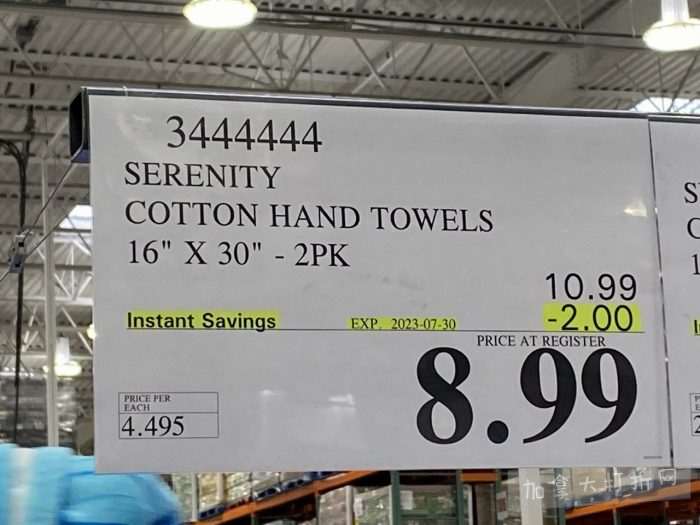 3444444
SERENITY
COTTON HAND TOWELS
16" X 30" - 2PK
10.99
Instant Savings EXP. 2023-07-30 -2.00
PRICE AT REGISTER
8.99
PRICE PER
EACH
4.495
加拿大折折网